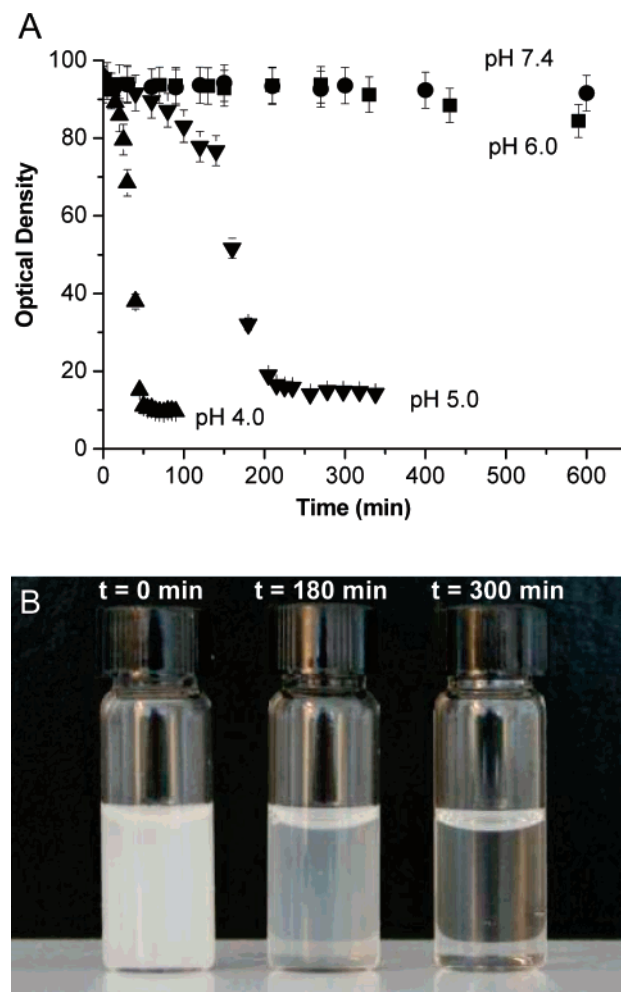 A
100
80
60
40
20
0
Optical Density
pH 7.4
pH 6.0
pH 5.0
pH 4.0
0 100 200 300 400 500 600
Time (min)
B
t = 0 min t = 180 min t = 300 min